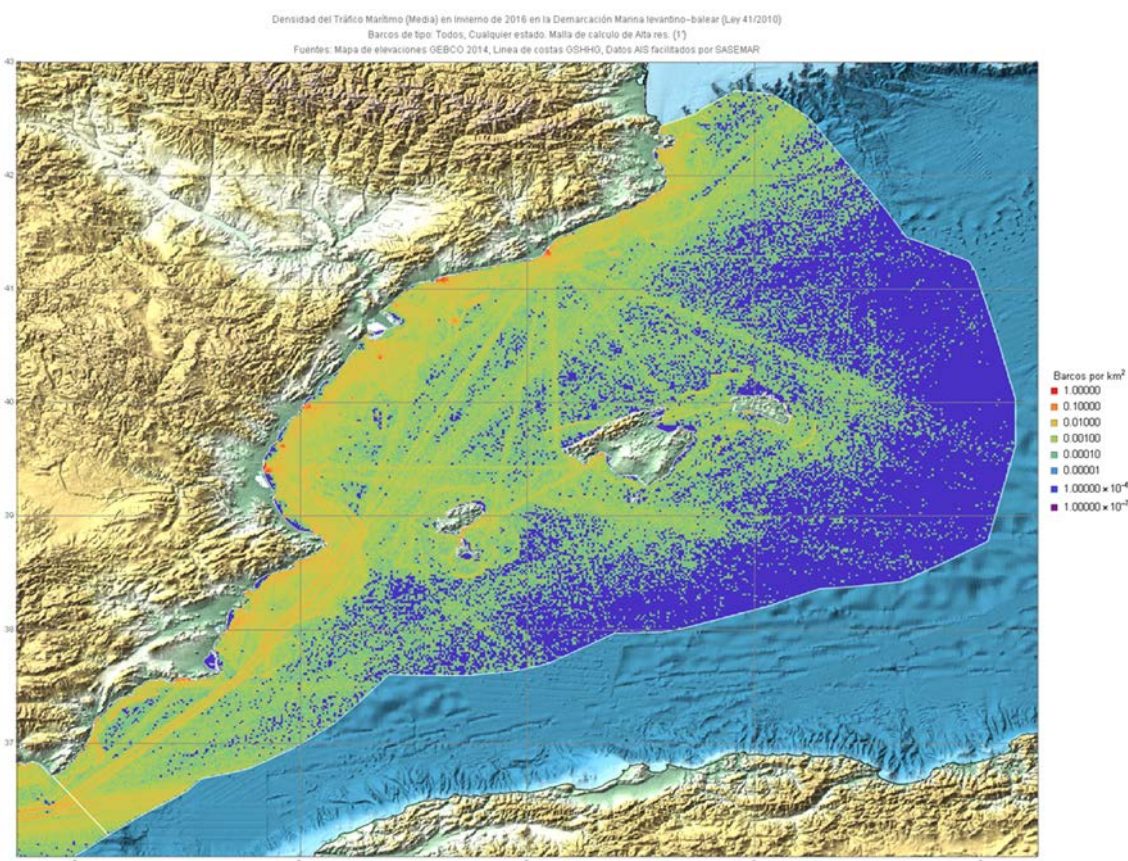 Densidad del Tráfico Marítimo (Media) en Invierno de 2016 en la Demarcación Marina levantino-balear (Ley 41/2010)
Barcos de tipo: Todos, Cualquier estado. Malla de calculo de Alta res. (1')
Fuentes: Mapa de elevaciones GEBCO 2014, Linea de costas GSHHG, Datos AIS facilitados por SASEMAR
43
42
41
40
39
38
37
Barcos por km²
1.00000
0.10000
0.01000
0.00100
0.00010
0.00001
1.00000 × 10⁻⁶
1.00000 × 10⁻⁷